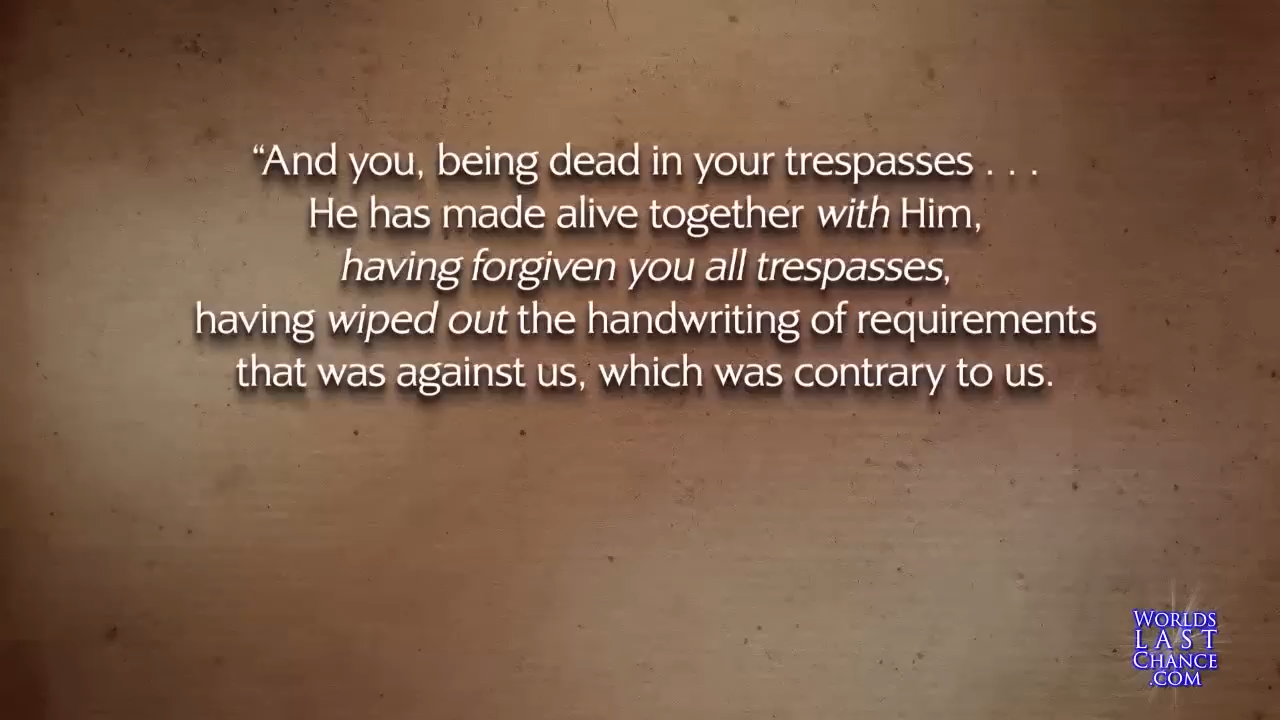 “And you, being dead in your trespasses . . .
He has made alive together with Him,
having forgiven you all trespasses,
having wiped out the handwriting of requirements
that was against us, which was contrary to us.
WORLDS
LAST
CHANCE
.COM